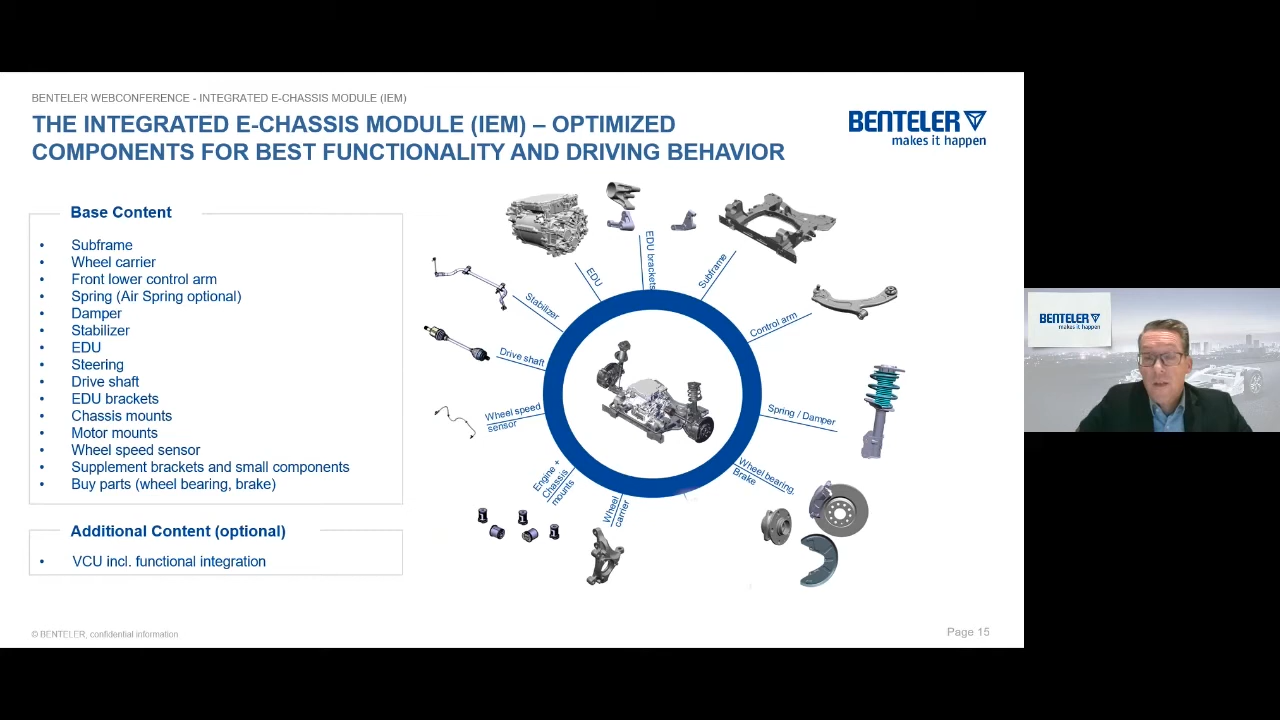 BENTELER WEBCONFERENCE - INTEGRATED E-CHASSIS MODULE (IEM)
THE INTEGRATED E-CHASSIS MODULE (IEM) – OPTIMIZED
COMPONENTS FOR BEST FUNCTIONALITY AND DRIVING BEHAVIOR
BENTELER
makes it happen
Base Content
• Subframe
• Wheel carrier
• Front lower control arm
• Spring (Air Spring optional)
• Damper
• Stabilizer
• EDU
• Steering
• Drive shaft
• EDU brackets
• Chassis mounts
• Motor mounts
• Wheel speed sensor
• Supplement brackets and small components
• Buy parts (wheel bearing, brake)
Additional Content (optional)
• VCU incl. functional integration
EDU
EDU brackets
Subframe
Control arm
Spring / Damper
Wheel bearing,
Brake
Wheel
carrier
Engine +
Chassis
mounts
Wheel speed
sensor
Drive shaft
Stabilizer
© BENTELER, confidential information
Page 15
BENTELER
makes it happen